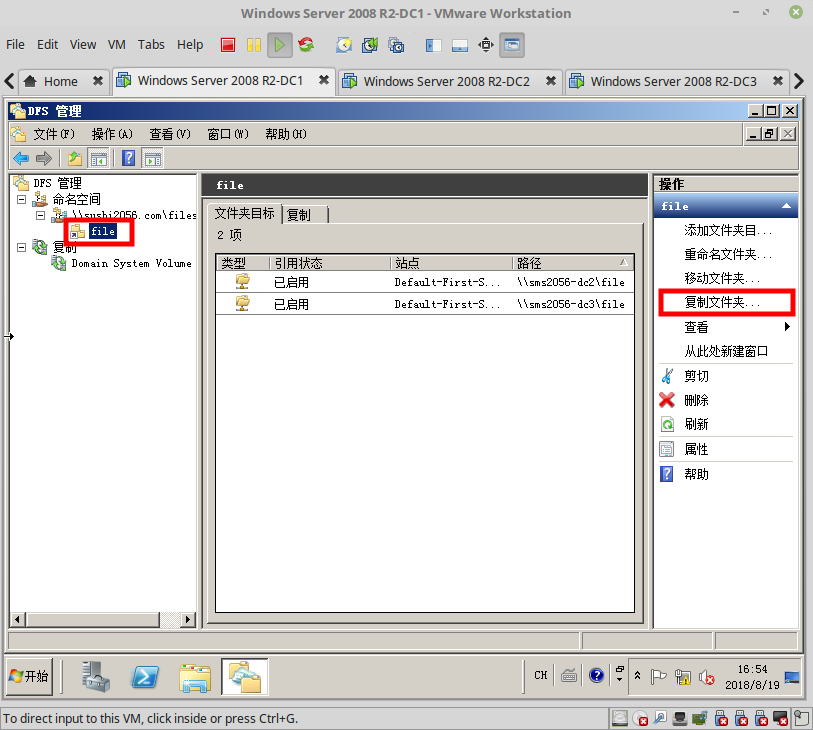 Windows Server 2008 R2-DC1 - VMware Workstation
File Edit View VM Tabs Help
Home Windows Server 2008 R2-DC1 Windows Server 2008 R2-DC2 Windows Server 2008 R2-DC3
DFS 管理
文件(F) 操作(A) 查看(V) 窗口(W) 帮助(H)
DFS 管理
命名空间
\\sushi2056.com\files
file
复制
Domain System Volume
file
文件夹目标 复制
2 项
类型 引用状态 站点 路径
已启用 Default-First-S... \\sms2056-dc2\file
已启用 Default-First-S... \\sms2056-dc3\file
操作
file
添加文件夹目...
重命名文件夹...
移动文件夹...
复制文件夹...
查看
从此处新建窗口
剪切
删除
刷新
属性
帮助
开始
CH
16:54
2018/8/19
To direct input to this VM, click inside or press Ctrl+G.